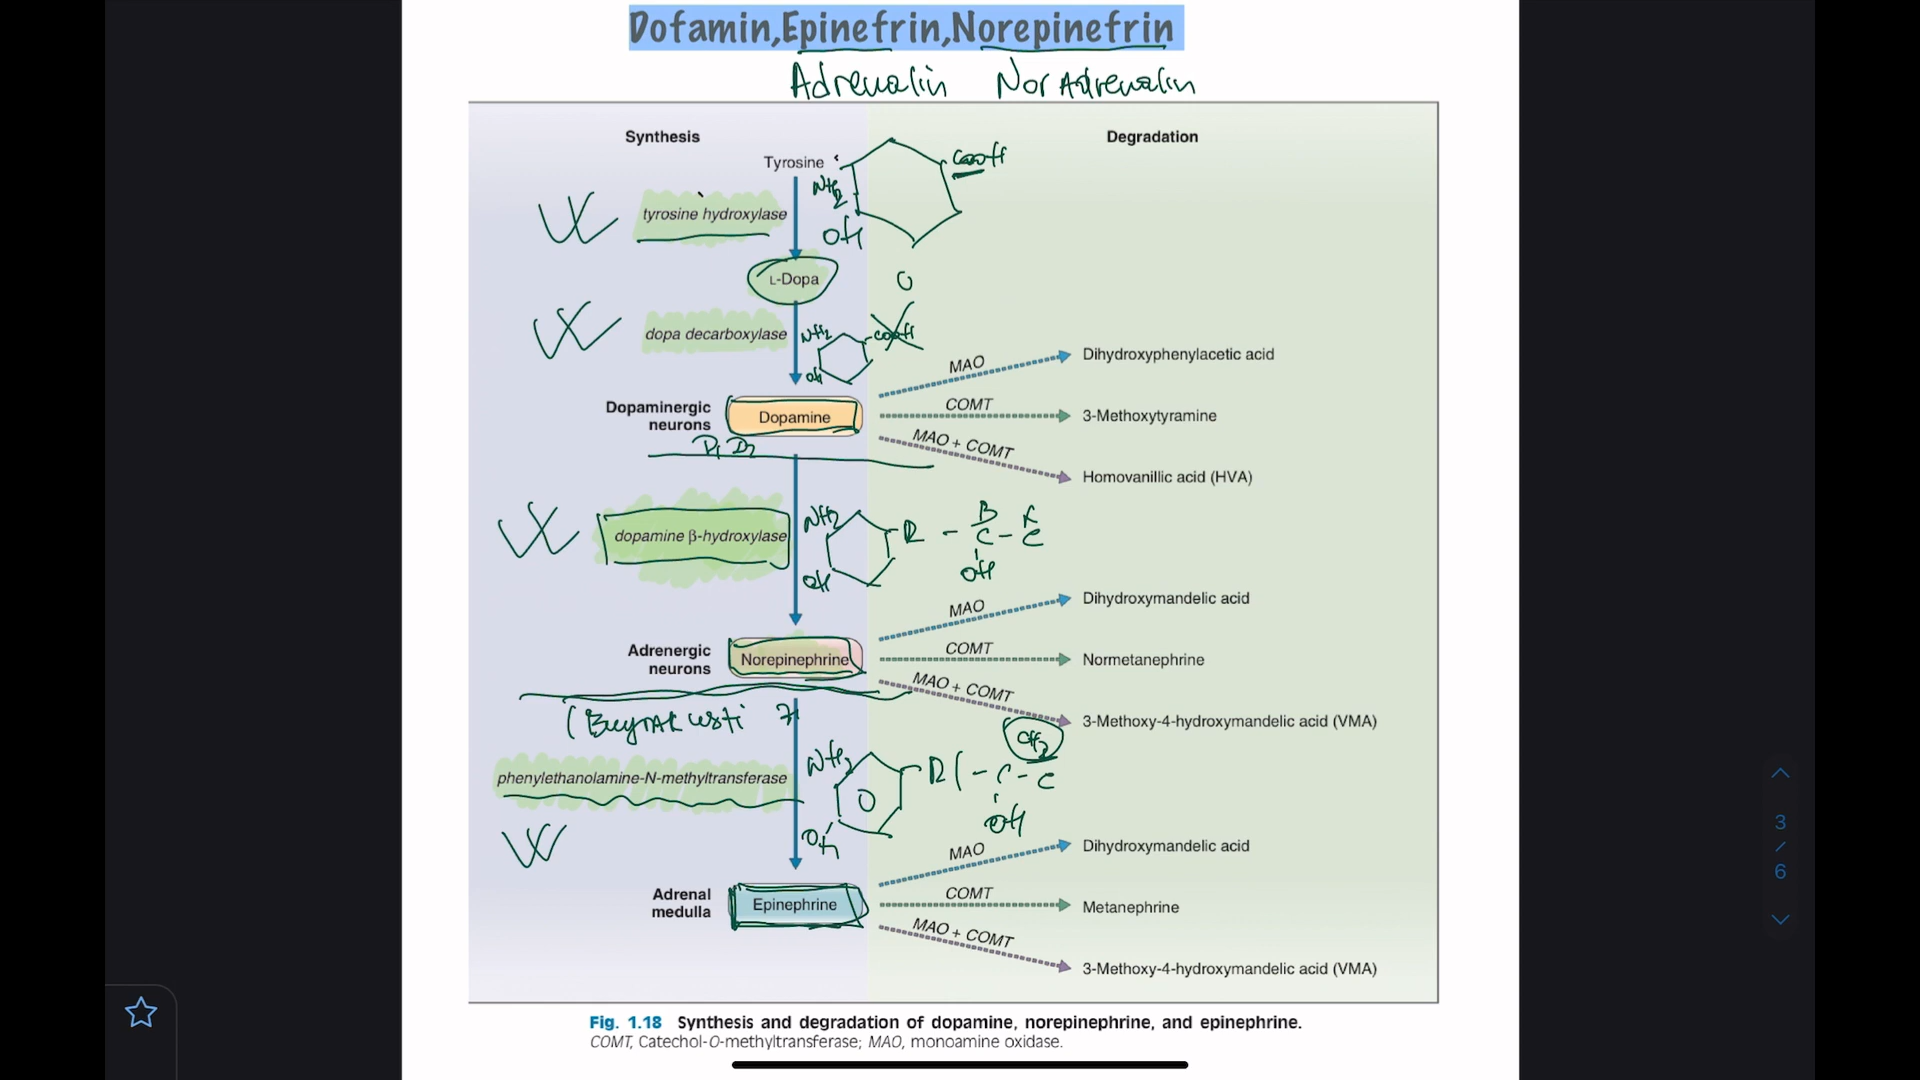 Dofamin,Epinefrin,Norepinefrin
Adrenalin NorAdrenalin
Synthesis
Degradation
Tyrosine
COOH
NH2
OH
tyrosine hydroxylase
L-Dopa
dopa decarboxylase
NH2
COOH
OH
MAO
Dihydroxyphenylacetic acid
Dopaminergic
neurons
Dopamine
COMT
3-Methoxytyramine
D1 D2
MAO + COMT
Homovanillic acid (HVA)
dopamine β-hydroxylase
NH2
R - C - C
OH
OH
MAO
Dihydroxymandelic acid
Adrenergic
neurons
Norepinephrine
COMT
Normetanephrine
MAO + COMT
3-Methoxy-4-hydroxymandelic acid (VMA)
phenylethanolamine-N-methyltransferase
NH2
R - C - C
OH
OH
MAO
Dihydroxymandelic acid
Adrenal
medulla
Epinephrine
COMT
Metanephrine
MAO + COMT
3-Methoxy-4-hydroxymandelic acid (VMA)
Fig. 1.18 Synthesis and degradation of dopamine, norepinephrine, and epinephrine.
COMT, Catechol-O-methyltransferase; MAO, monoamine oxidase.
3
/
6